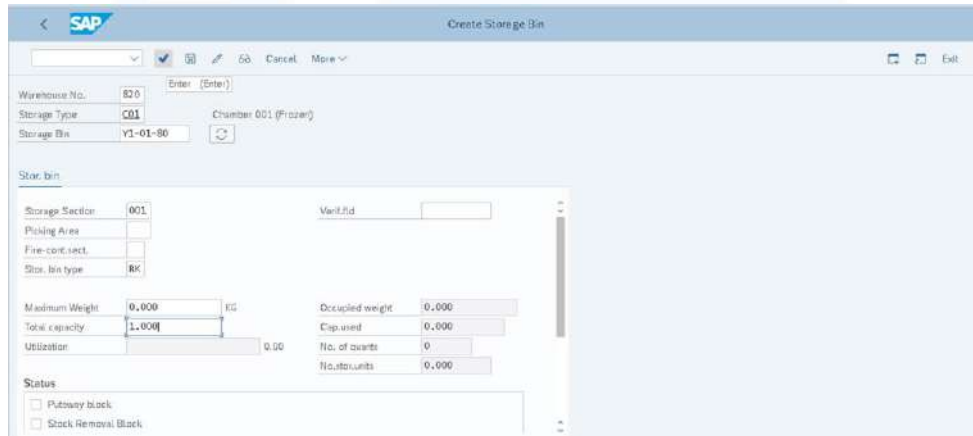 SAP Create Storage Bin
Cancel More Exit
Enter (Enter)
Warehouse No. 820
Storage Type C01 Chamber 001 (Frozen)
Storage Bin Y1-01-80
Stor. bin
Storage Section 001 Verif.fld
Picking Area
Fire-cont.sect.
Stor. bin type RK
Maximum Weight 0.000 KG Occupied weight 0.000
Total capacity 1.000 Cap.used 0.000
Utilization 0.00 No. of quants 0
No.stor.units 0.000
Status
Putaway block
Stock Removal Block